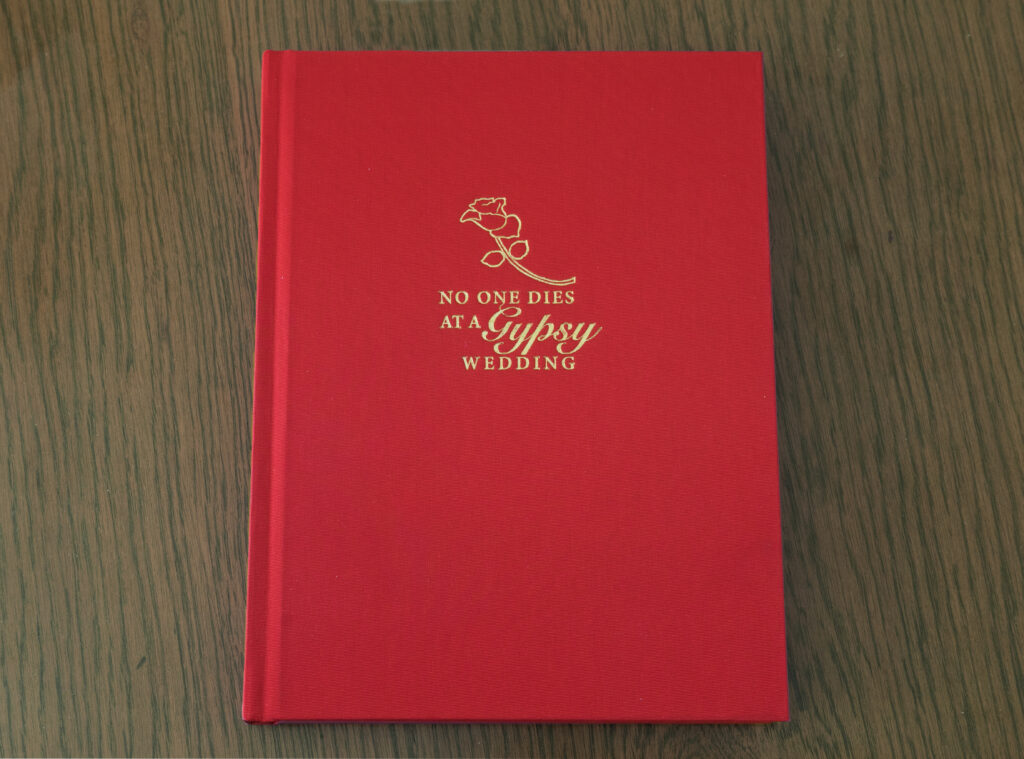 NO ONE DIES
AT A Gypsy
WEDDING